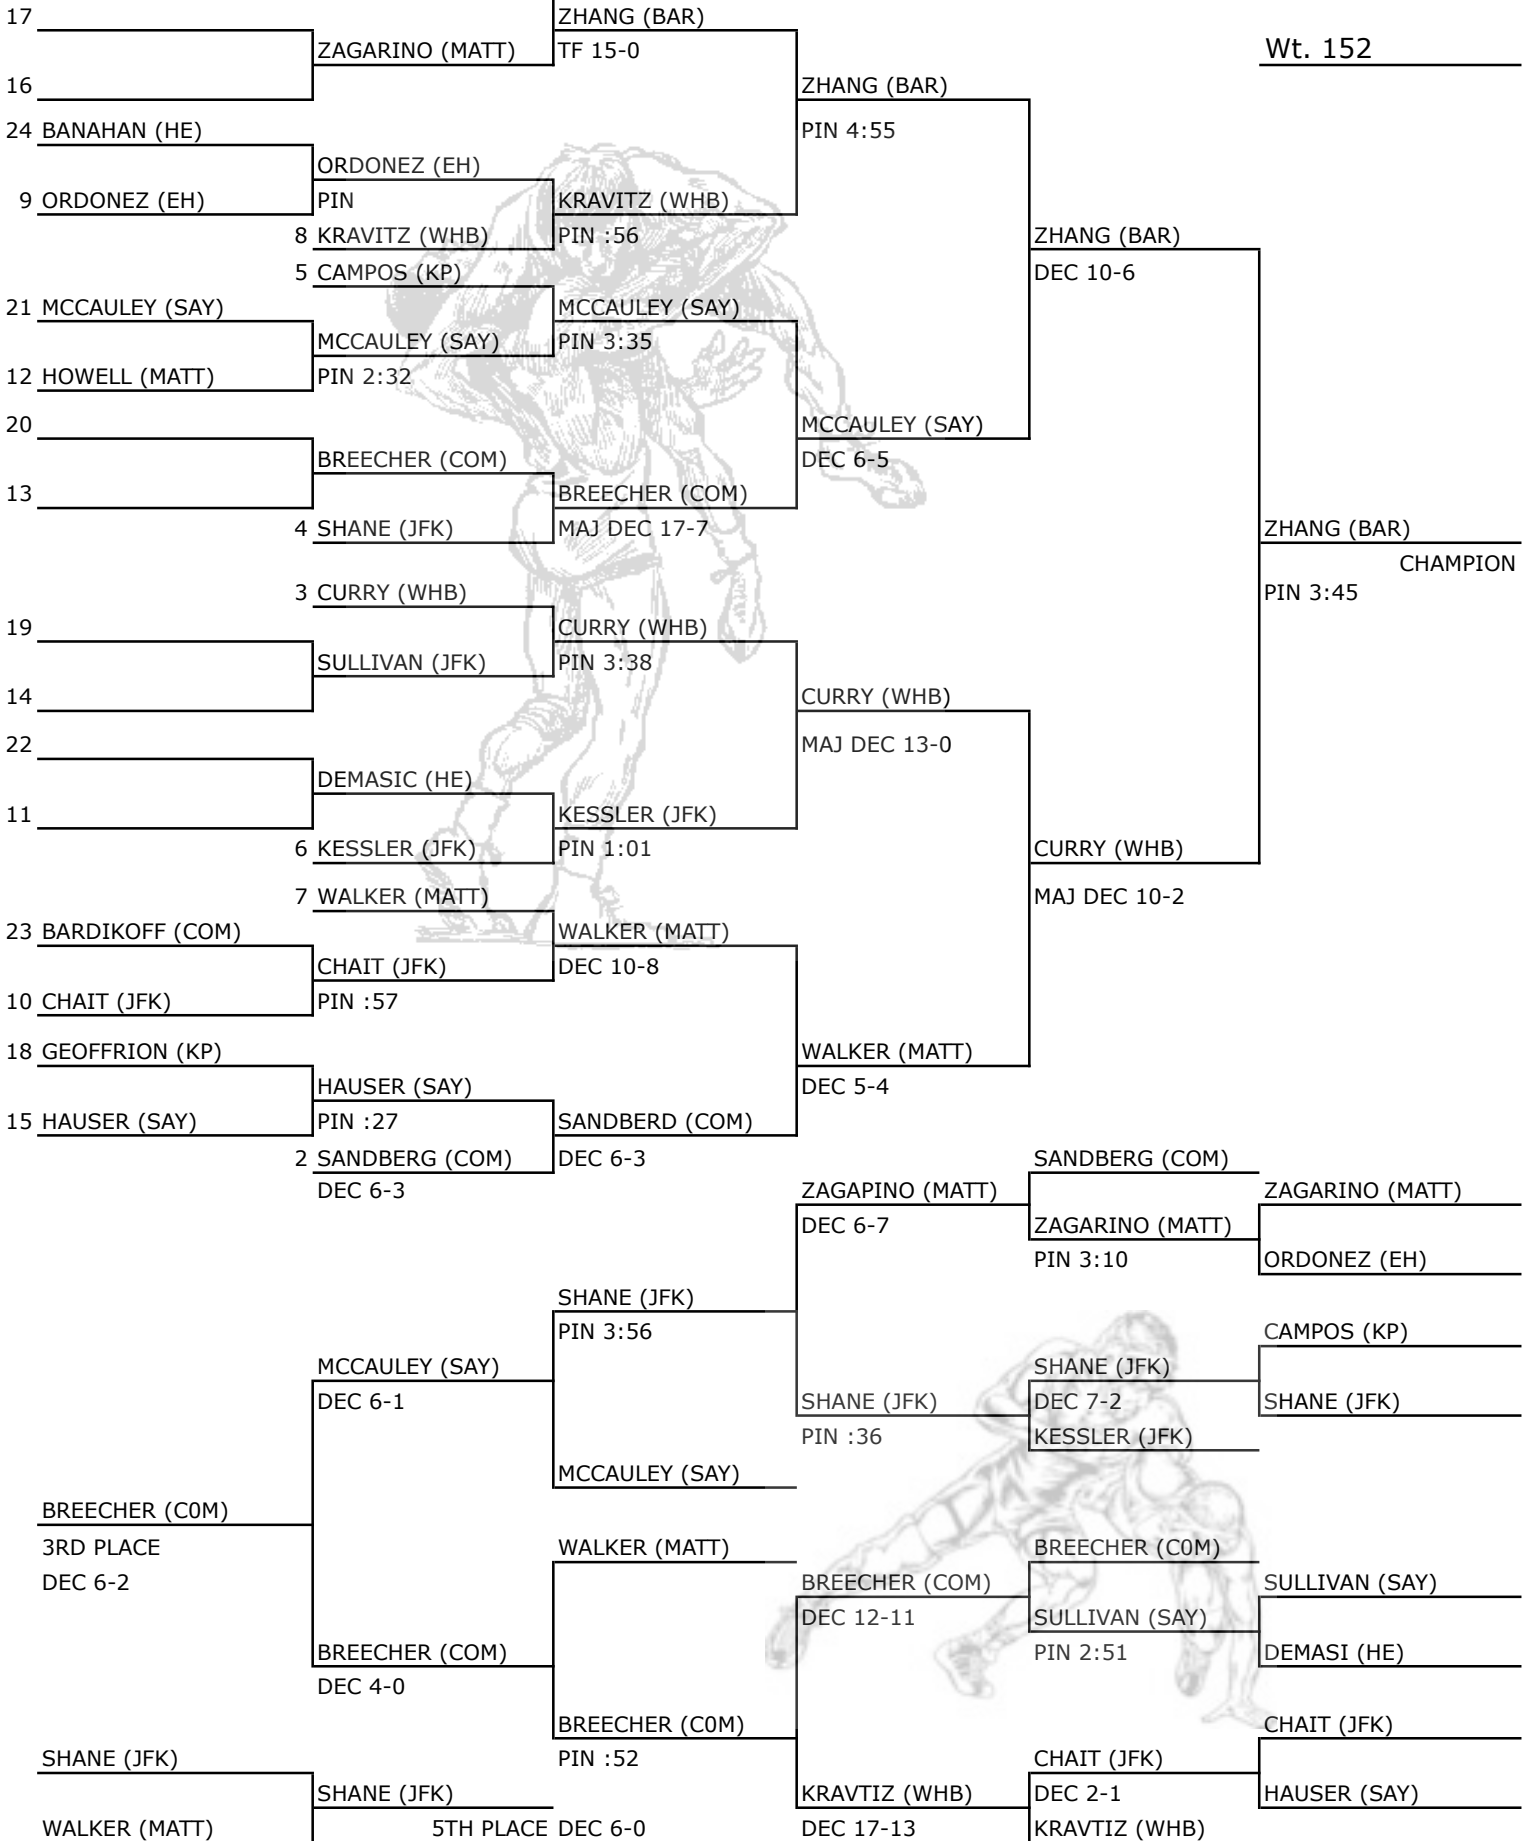 17
ZHANG (BAR)
ZAGARINO (MATT)
TF 15-0
Wt. 152
16
ZHANG (BAR)
24 BANAHAN (HE)
PIN 4:55
ORDONEZ (EH)
9 ORDONEZ (EH)
PIN
KRAVITZ (WHB)
8 KRAVITZ (WHB)
PIN :56
ZHANG (BAR)
5 CAMPOS (KP)
DEC 10-6
21 MCCAULEY (SAY)
MCCAULEY (SAY)
MCCAULEY (SAY)
PIN 3:35
12 HOWELL (MATT)
PIN 2:32
20
MCCAULEY (SAY)
BREECHER (COM)
DEC 6-5
13
BREECHER (COM)
4 SHANE (JFK)
MAJ DEC 17-7
ZHANG (BAR)
CHAMPION
3 CURRY (WHB)
PIN 3:45
19
CURRY (WHB)
SULLIVAN (JFK)
PIN 3:38
14
CURRY (WHB)
22
MAJ DEC 13-0
DEMASIC (HE)
11
KESSLER (JFK)
6 KESSLER (JFK)
PIN 1:01
CURRY (WHB)
7 WALKER (MATT)
MAJ DEC 10-2
23 BARDIKOFF (COM)
WALKER (MATT)
CHAIT (JFK)
DEC 10-8
10 CHAIT (JFK)
PIN :57
18 GEOFFRION (KP)
WALKER (MATT)
HAUSER (SAY)
DEC 5-4
15 HAUSER (SAY)
PIN :27
SANDBERD (COM)
2 SANDBERG (COM)
DEC 6-3
SANDBERG (COM)
DEC 6-3
ZAGAPINO (MATT)
ZAGARINO (MATT)
DEC 6-7
ZAGARINO (MATT)
PIN 3:10
ORDONEZ (EH)
SHANE (JFK)
PIN 3:56
CAMPOS (KP)
MCCAULEY (SAY)
SHANE (JFK)
DEC 6-1
SHANE (JFK)
DEC 7-2
SHANE (JFK)
PIN :36
KESSLER (JFK)
MCCAULEY (SAY)
BREECHER (C0M)
3RD PLACE
WALKER (MATT)
BREECHER (C0M)
DEC 6-2
BREECHER (COM)
SULLIVAN (SAY)
DEC 12-11
SULLIVAN (SAY)
BREECHER (COM)
PIN 2:51
DEMASI (HE)
DEC 4-0
BREECHER (C0M)
CHAIT (JFK)
SHANE (JFK)
PIN :52
CHAIT (JFK)
SHANE (JFK)
KRAVTIZ (WHB)
DEC 2-1
HAUSER (SAY)
WALKER (MATT)
5TH PLACE DEC 6-0
DEC 17-13
KRAVTIZ (WHB)